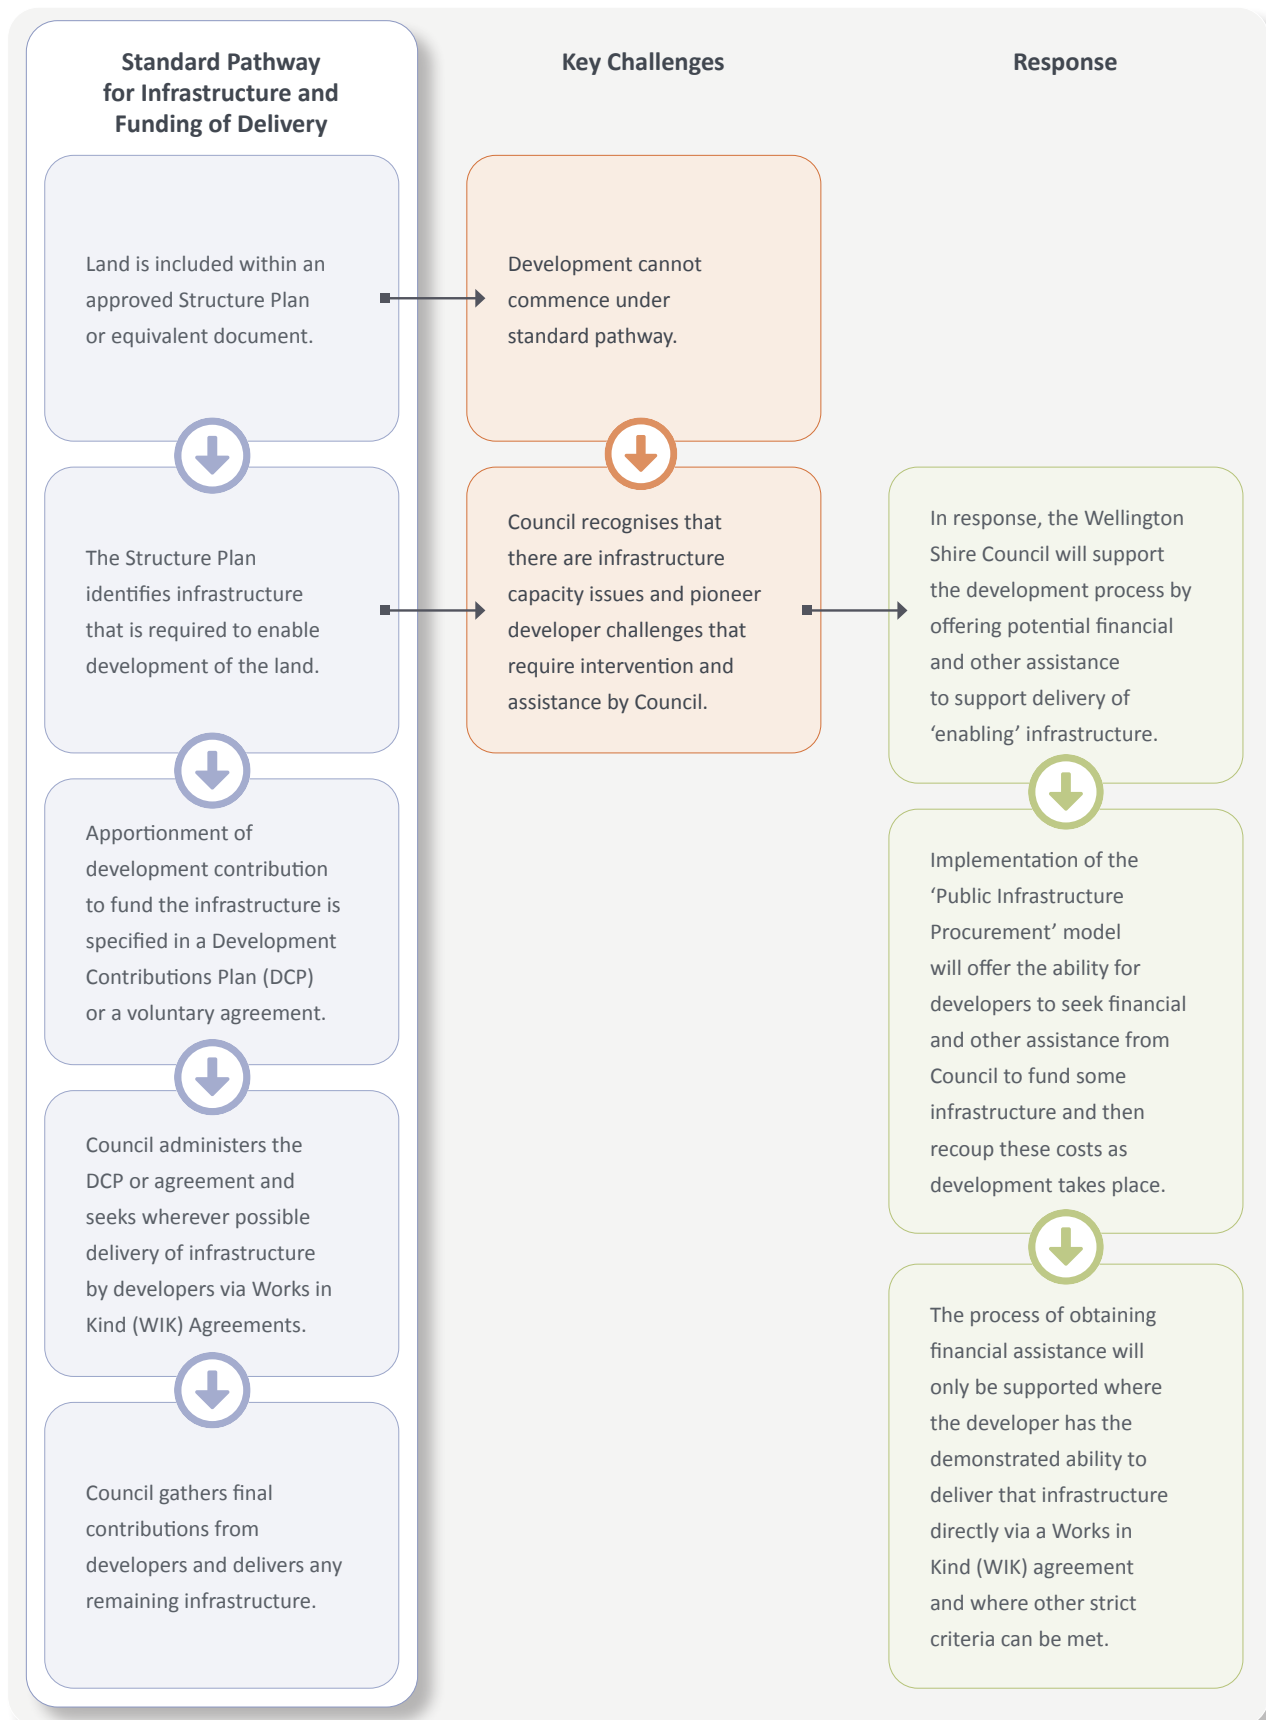 Standard Pathway
for Infrastructure and
Funding of Delivery
Land is included within an
approved Structure Plan
or equivalent document.
The Structure Plan
identifies infrastructure
that is required to enable
development of the land.
Apportionment of
development contribution
to fund the infrastructure is
specified in a Development
Contributions Plan (DCP)
or a voluntary agreement.
Council administers the
DCP or agreement and
seeks wherever possible
delivery of infrastructure
by developers via Works in
Kind (WIK) Agreements.
Council gathers final
contributions from
developers and delivers any
remaining infrastructure.
Key Challenges
Development cannot
commence under
standard pathway.
Council recognises that
there are infrastructure
capacity issues and pioneer
developer challenges that
require intervention and
assistance by Council.
Response
In response, the Wellington
Shire Council will support
the development process by
offering potential financial
and other assistance
to support delivery of
‘enabling’ infrastructure.
Implementation of the
‘Public Infrastructure
Procurement’ model
will offer the ability for
developers to seek financial
and other assistance from
Council to fund some
infrastructure and then
recoup these costs as
development takes place.
The process of obtaining
financial assistance will
only be supported where
the developer has the
demonstrated ability to
deliver that infrastructure
directly via a Works in
Kind (WIK) agreement
and where other strict
criteria can be met.